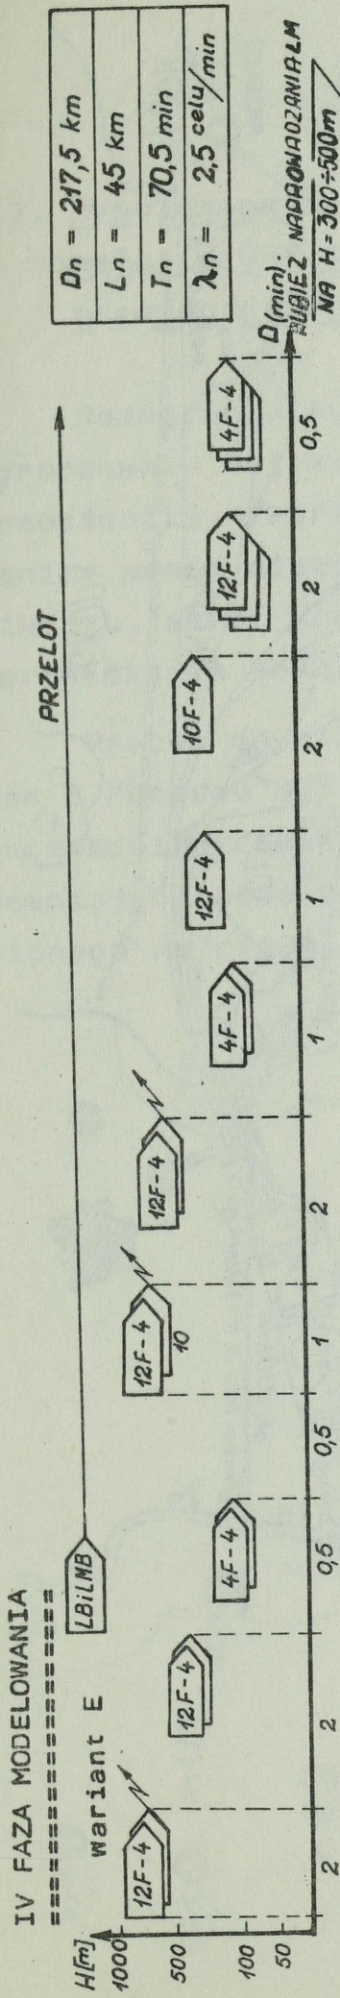 IV FAZA MODELOWANIA
====================
wariant E
H[m]
1000
500
100
50
LBiLMB
PRZELOT
12F-4
12F-4
4F-4
12F-4
10
12F-4
4F-4
12F-4
10F-4
12F-4
4F-4
2
2
0,5
0,5
1
2
1
1
2
2
0,5
D(min).
RUBIEŻ NAPROWADZANIA LM
NA H=300÷500m
Dn = 217,5 km
Ln = 45 km
Tn = 70,5 min
λn = 2,5 celu/min